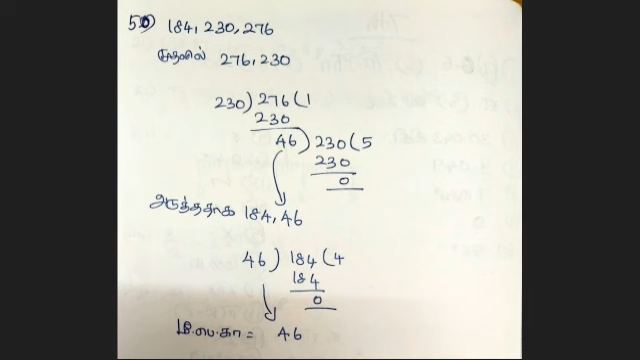 50) 184, 230, 276
முதலில் 276, 230
230) 276 (1
230
46) 230 (5
230
0
அடுத்ததாக 184, 46
46) 184 (4
184
0
மீ.பெ.கா = 46